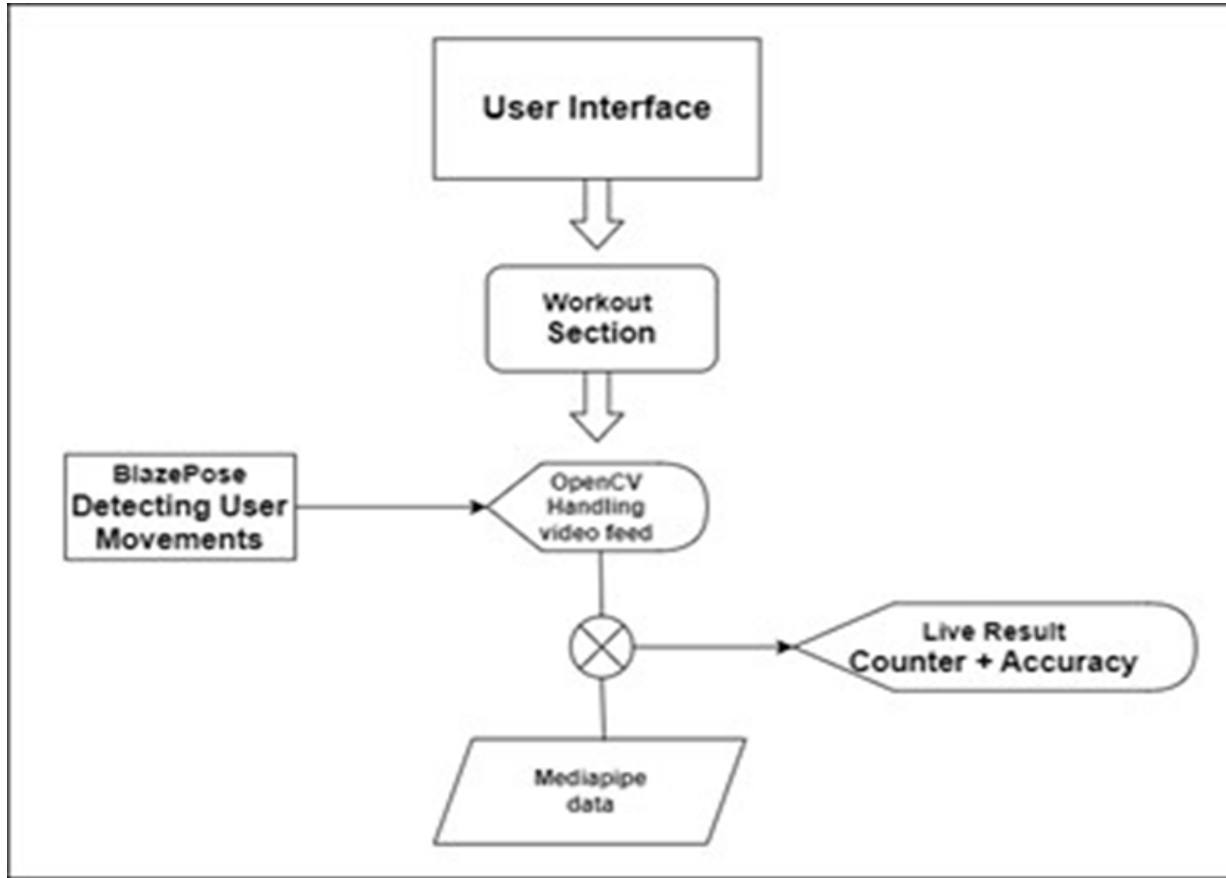 User Interface
Workout
Section
BlazePose
Detecting User
Movements
OpenCV
Handling
video feed
Live Result
Counter + Accuracy
Mediapipe
data